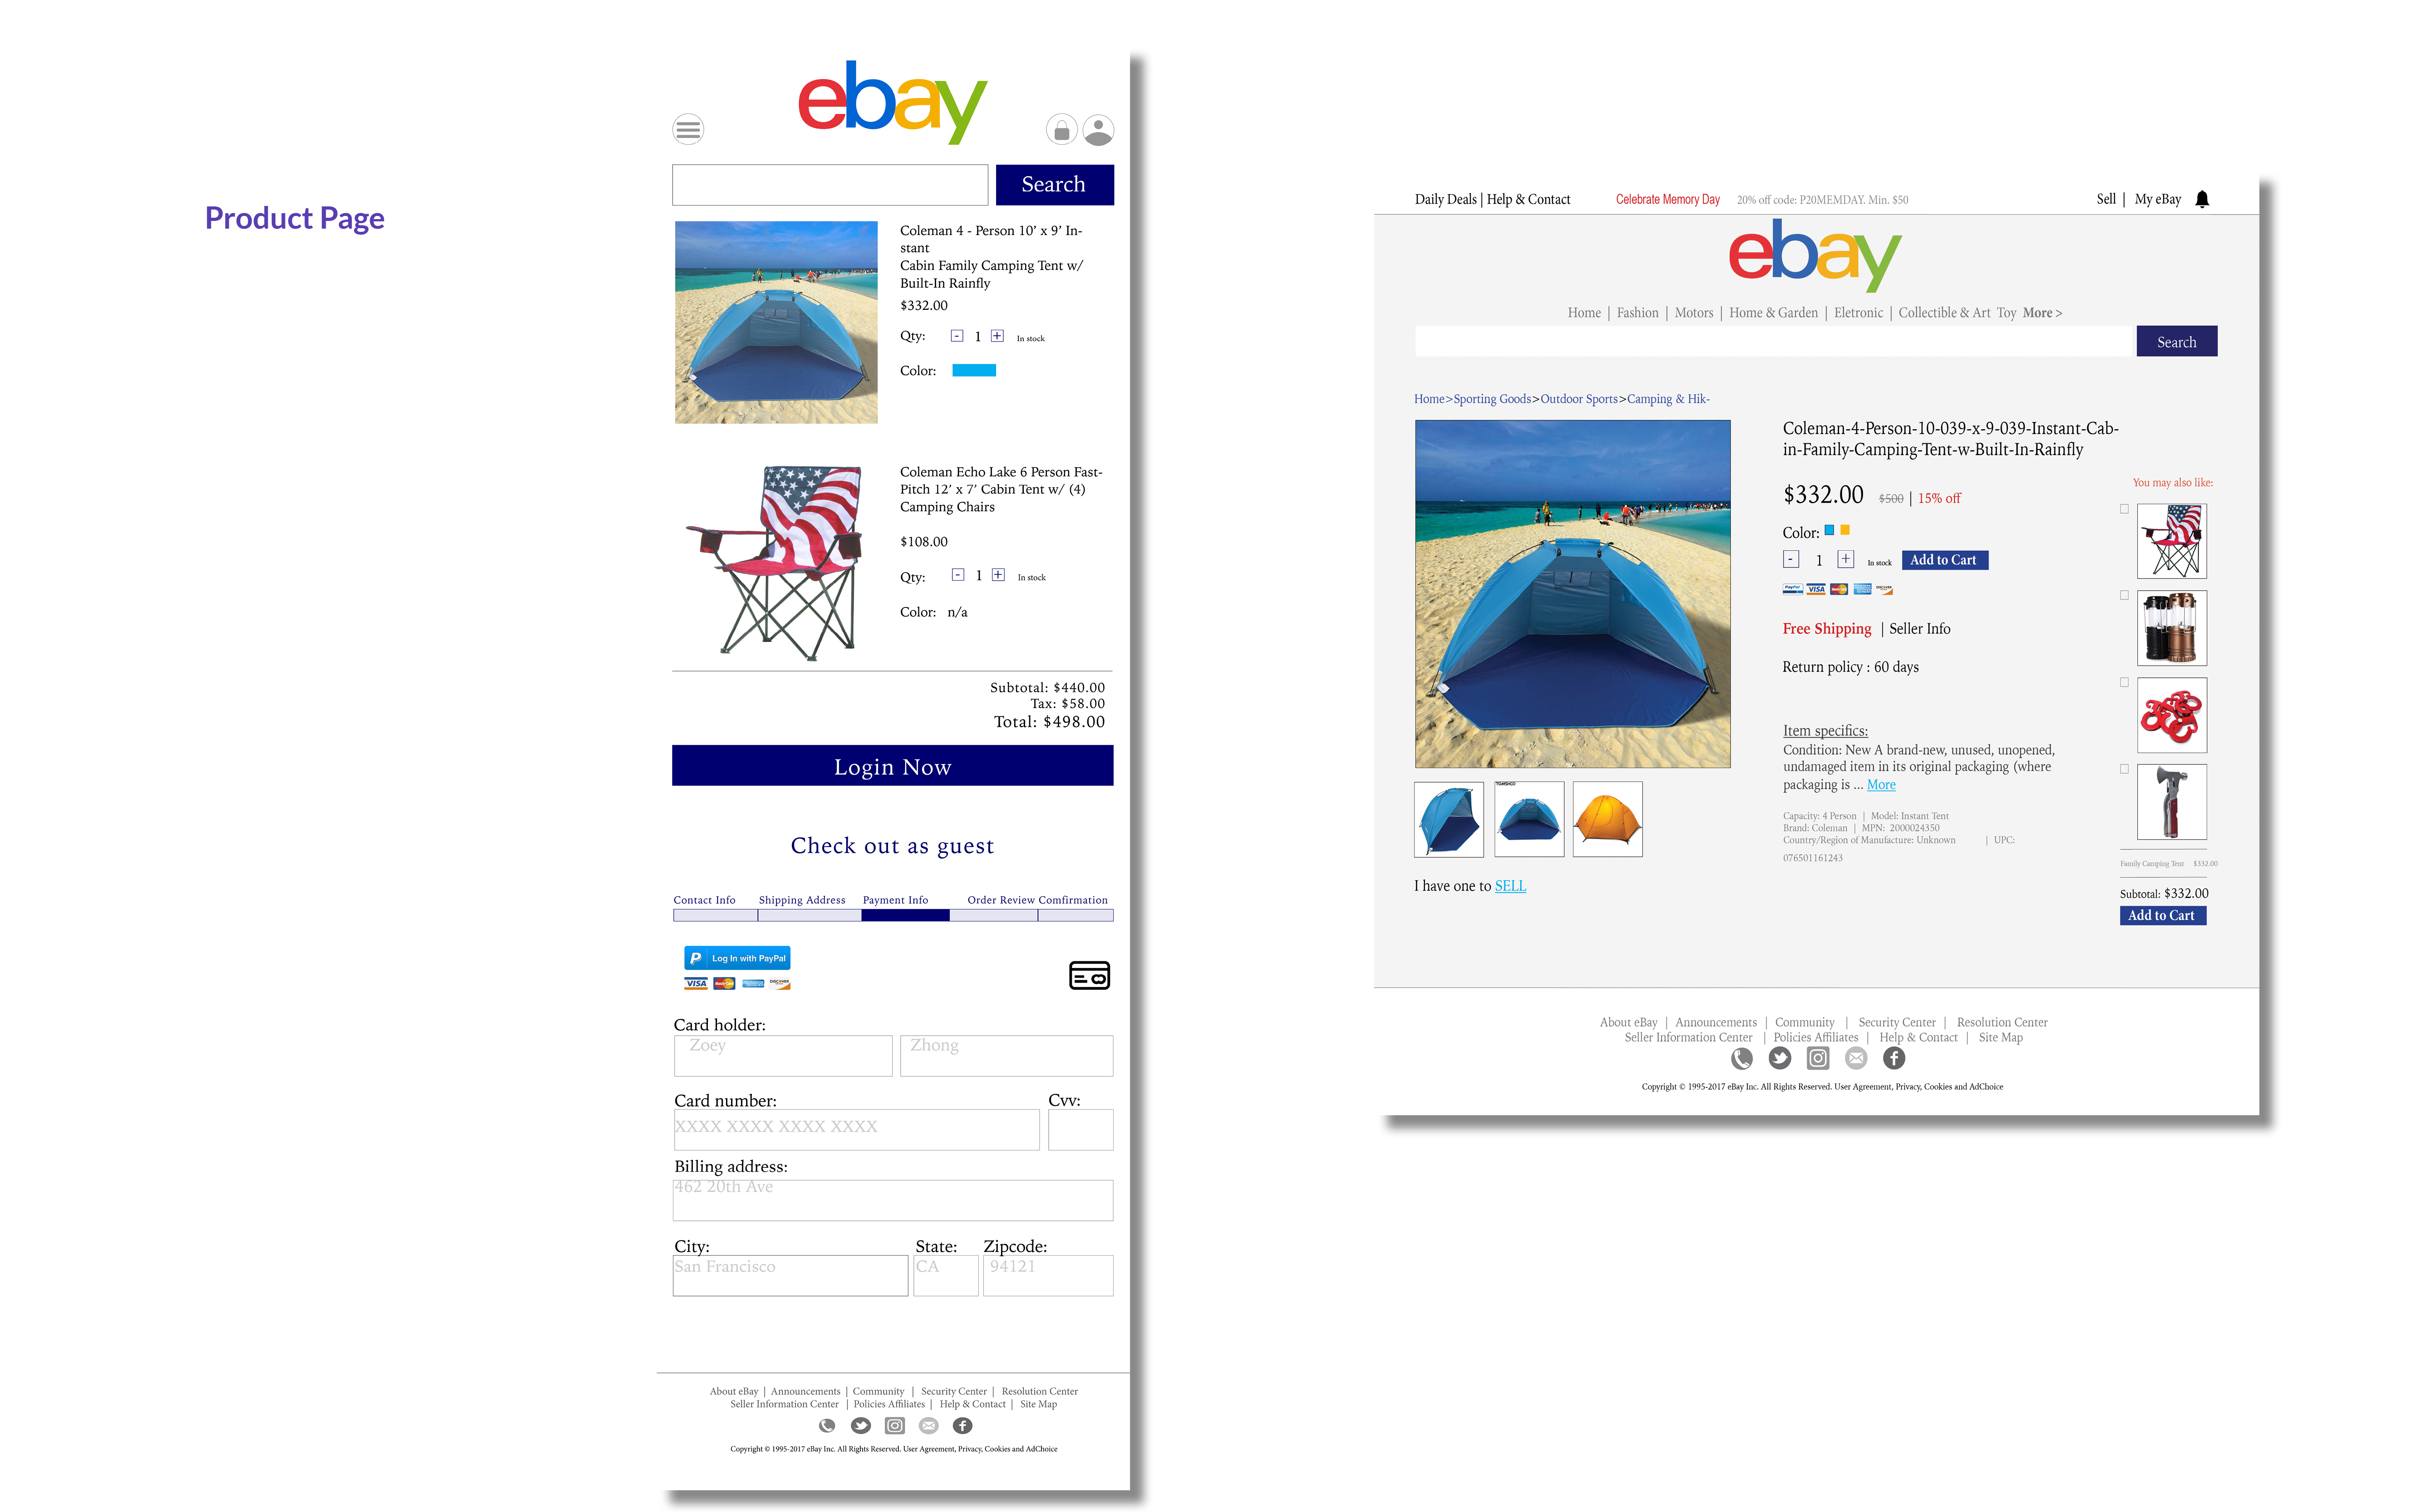 Product Page
ebay
Search
Coleman 4 - Person 10’ x 9’ In-
stant
Cabin Family Camping Tent w/
Built-In Rainfly
$332.00
Qty: - 1 + In stock
Color:
Coleman Echo Lake 6 Person Fast-
Pitch 12’ x 7’ Cabin Tent w/ (4)
Camping Chairs
$108.00
Qty: - 1 + In stock
Color: n/a
Subtotal: $440.00
Tax: $58.00
Total: $498.00
Login Now
Check out as guest
Contact Info Shipping Address Payment Info Order Review Comfirmation
P Log In with PayPal
VISA MasterCard DISCOVER
Card holder:
Zoey Zhong
Card number: Cvv:
XXXX XXXX XXXX XXXX
Billing address:
462 20th Ave
City: State: Zipcode:
San Francisco CA 94121
About eBay | Announcements | Community | Security Center | Resolution Center
Seller Information Center | Policies Affiliates | Help & Contact | Site Map
Copyright © 1995-2017 eBay Inc. All Rights Reserved. User Agreement, Privacy, Cookies and AdChoice
Daily Deals | Help & Contact Celebrate Memory Day 20% off code: P20MEMDAY. Min. $50 Sell | My eBay
ebay
Home | Fashion | Motors | Home & Garden | Eletronic | Collectible & Art Toy More >
Search
Home>Sporting Goods>Outdoor Sports>Camping & Hik-
Coleman-4-Person-10-039-x-9-039-Instant-Cab-
in-Family-Camping-Tent-w-Built-In-Rainfly
$332.00 $500 | 15% off
Color:
- 1 + In stock Add to Cart
PayPal VISA MasterCard DISCOVER
Free Shipping | Seller Info
Return policy : 60 days
Item specifics:
Condition: New A brand-new, unused, unopened,
undamaged item in its original packaging (where
packaging is ... More
Capacity: 4 Person | Model: Instant Tent
Brand: Coleman | MPN: 2000024350
Country/Region of Manufacture: Unknown | UPC:
076501161243
You may also like:
Family Camping Tent $332.00
Subtotal: $332.00
Add to Cart
TOMSHOO
I have one to SELL
About eBay | Announcements | Community | Security Center | Resolution Center
Seller Information Center | Policies Affiliates | Help & Contact | Site Map
Copyright © 1995-2017 eBay Inc. All Rights Reserved. User Agreement, Privacy, Cookies and AdChoice